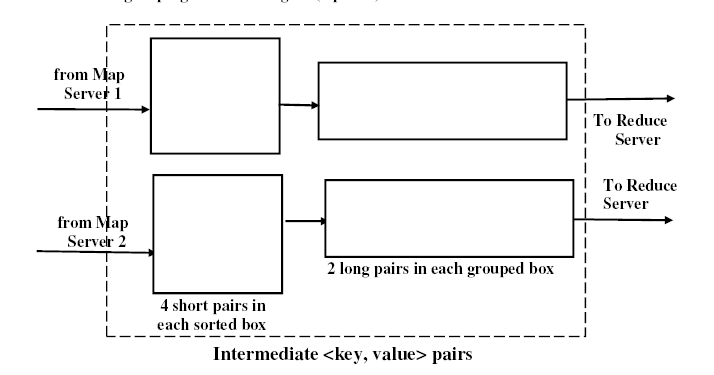 from Map
Server 1
To Reduce
Server
To Reduce
Server
from Map
Server 2
2 long pairs in each grouped box
4 short pairs in
each sorted box
Intermediate <key, value> pairs